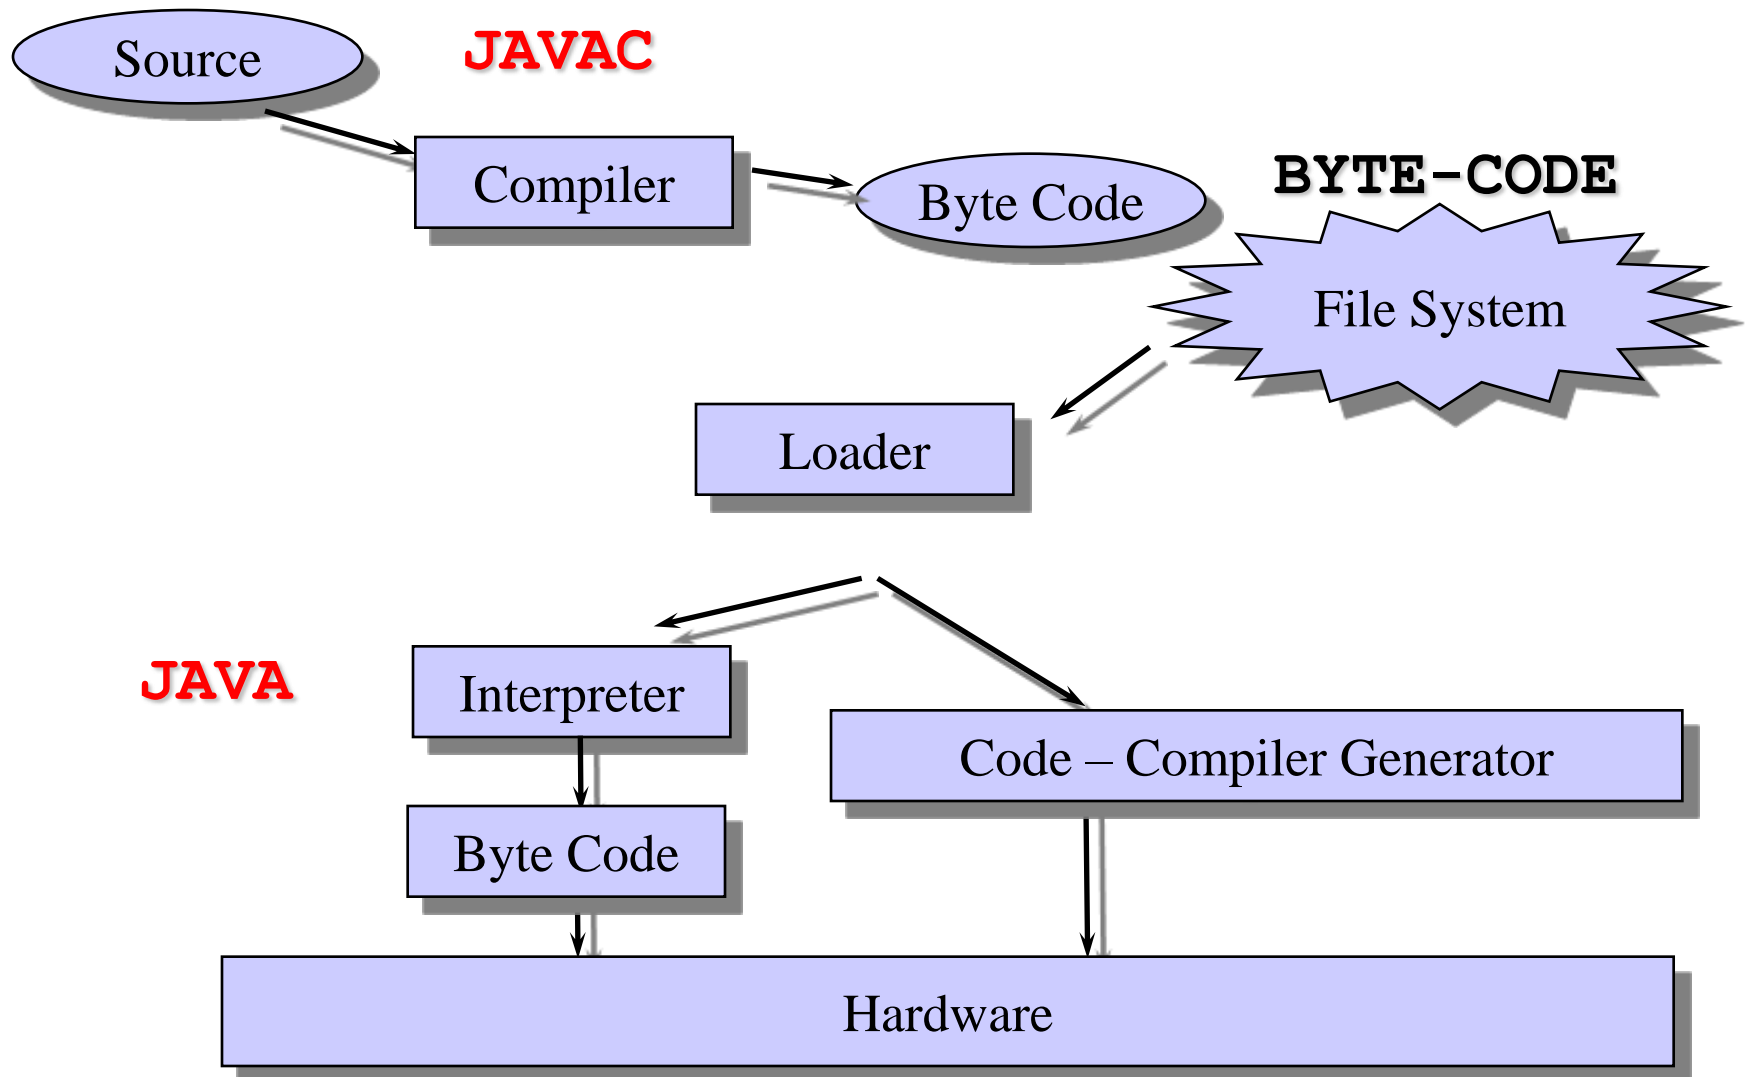 Source
JAVAC
Compiler
Byte Code
BYTE-CODE
File System
Loader
JAVA
Interpreter
Code – Compiler Generator
Byte Code
Hardware